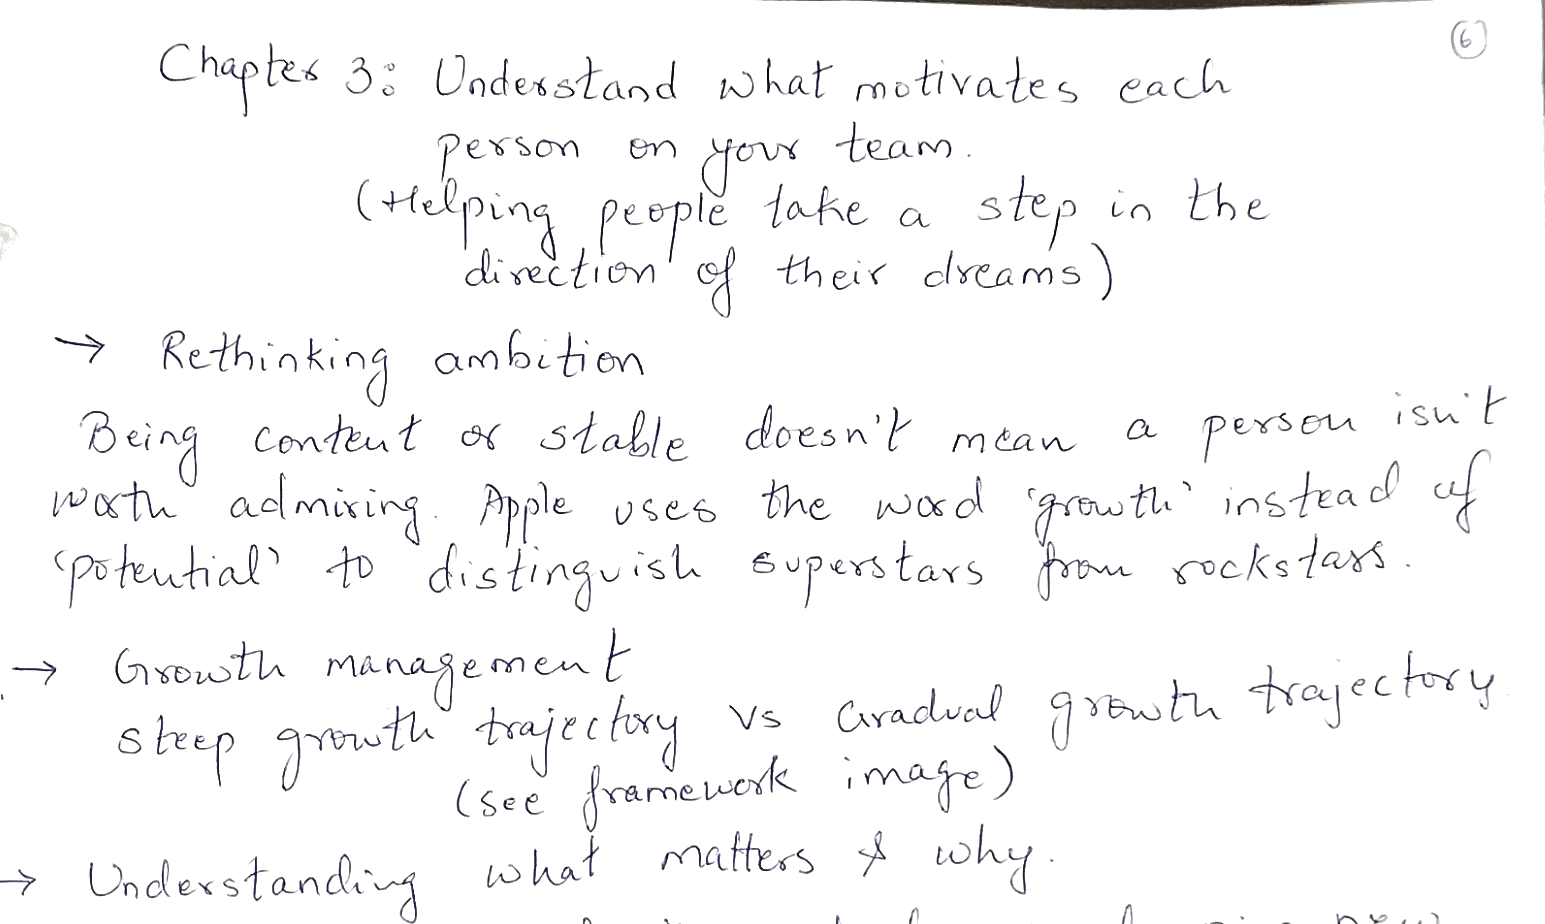 6
Chapter 3: Understand what motivates each
person on your team.
(Helping people take a step in the
direction of their dreams)
→ Rethinking ambition
Being content or stable doesn't mean a person isn't
worth admiring. Apple uses the word 'growth' instead of
'potential' to distinguish superstars from rockstars.
→ Growth management
steep growth trajectory vs Gradual growth trajectory
(see framework image)
→ Understanding what matters & why.